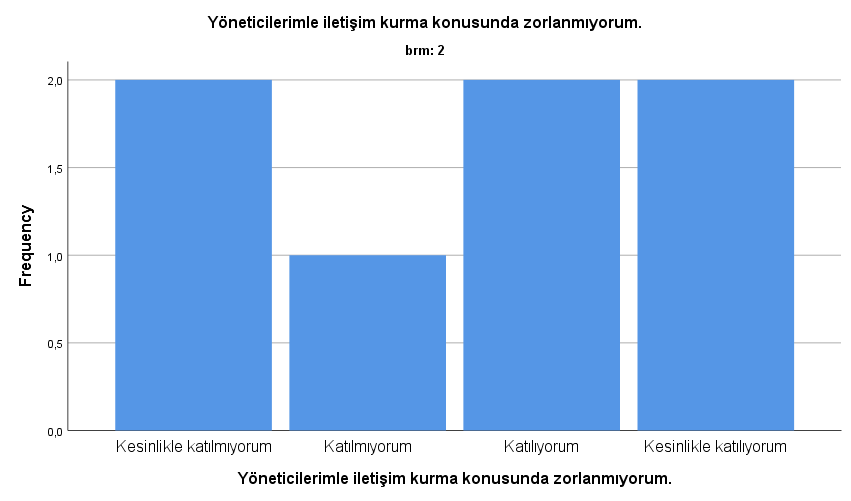 Yöneticilerimle iletişim kurma konusunda zorlanmıyorum.
brm: 2
Frequency
2,0
1,5
1,0
0,5
0,0
Kesinlikle katılmıyorum Katılmıyorum Katılıyorum Kesinlikle katılıyorum
Yöneticilerimle iletişim kurma konusunda zorlanmıyorum.